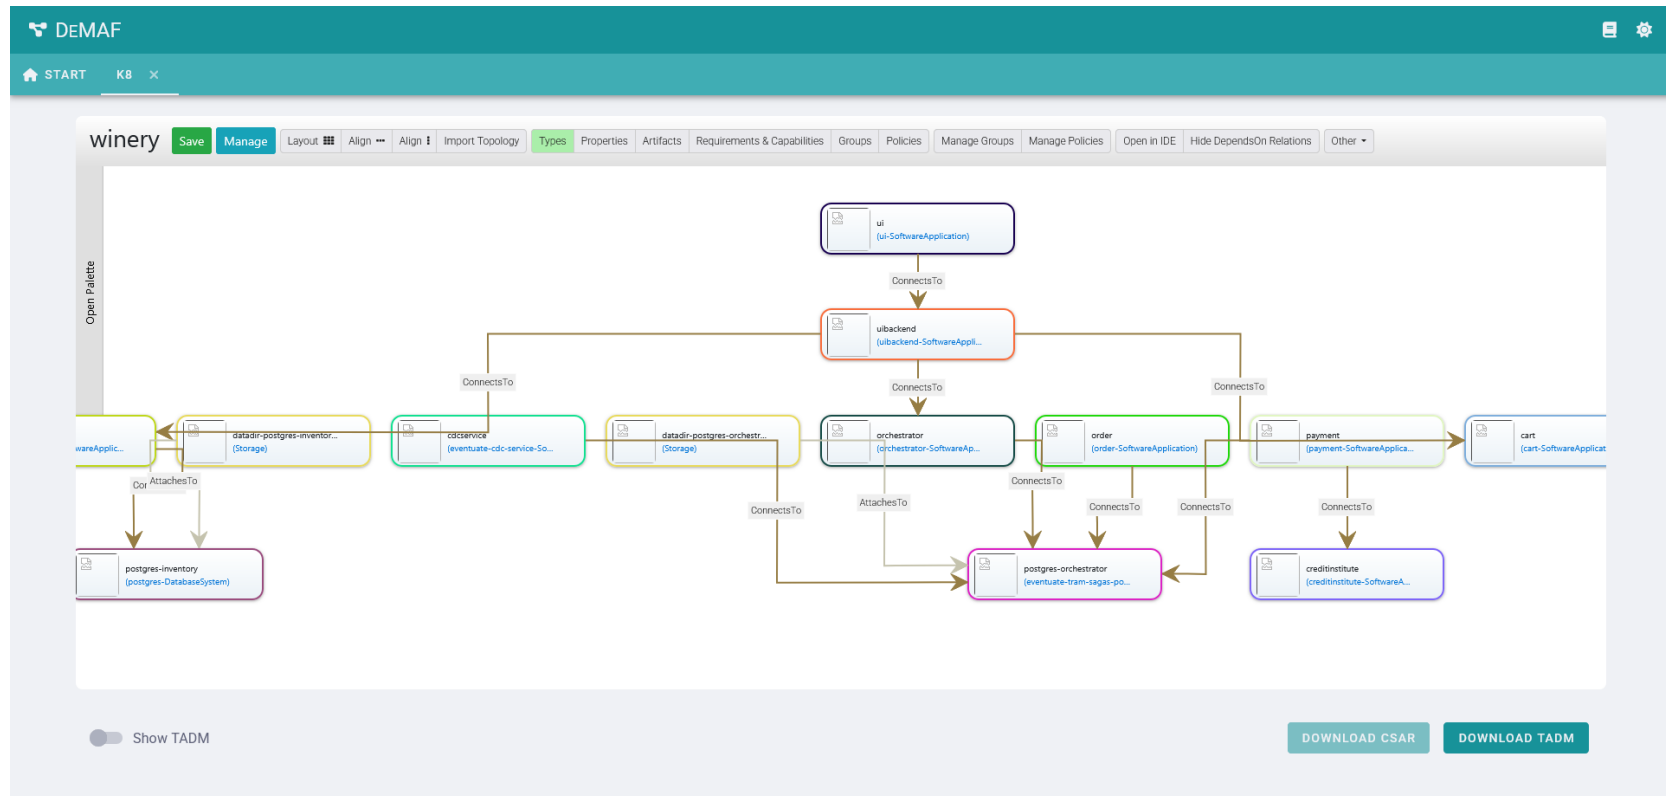 DeMAF
START K8
winery Save Manage Layout Align Align Import Topology Types Properties Artifacts Requirements & Capabilities Groups Policies Manage Groups Manage Policies Open in IDE Hide DependsOn Relations Other
Open Palette
ui
(ui-SoftwareApplication)
ConnectsTo
uibackend
(uibackend-SoftwareAppli...
ConnectsTo
ConnectsTo
ConnectsTo
wareApplic...
datadir-postgres-inventor...
(Storage)
cdcservice
(eventuate-cdc-service-So...
datadir-postgres-orchestr...
(Storage)
orchestrator
(orchestrator-SoftwareAp...
order
(order-SoftwareApplication)
payment
(payment-SoftwareApplica...
cart
(cart-SoftwareApplicat
Cor AttachesTo
ConnectsTo
AttachesTo
ConnectsTo
ConnectsTo
ConnectsTo
ConnectsTo
postgres-inventory
(postgres-DatabaseSystem)
postgres-orchestrator
(eventuate-tram-sagas-po...
creditinstitute
(creditinstitute-SoftwareA...
Show TADM
DOWNLOAD CSAR DOWNLOAD TADM